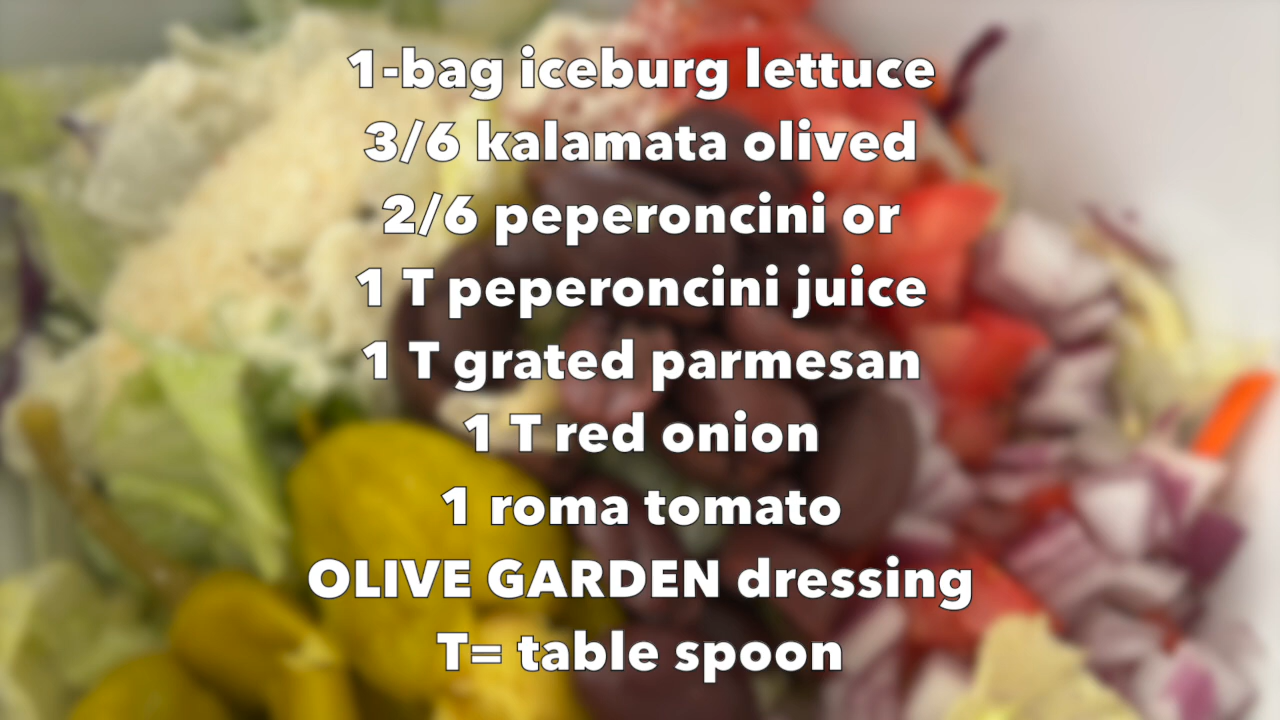 1-bag iceburg lettuce
3/6 kalamata olived
2/6 peperoncini or
1 T peperoncini juice
1 T grated parmesan
1 T red onion
1 roma tomato
OLIVE GARDEN dressing
T= table spoon